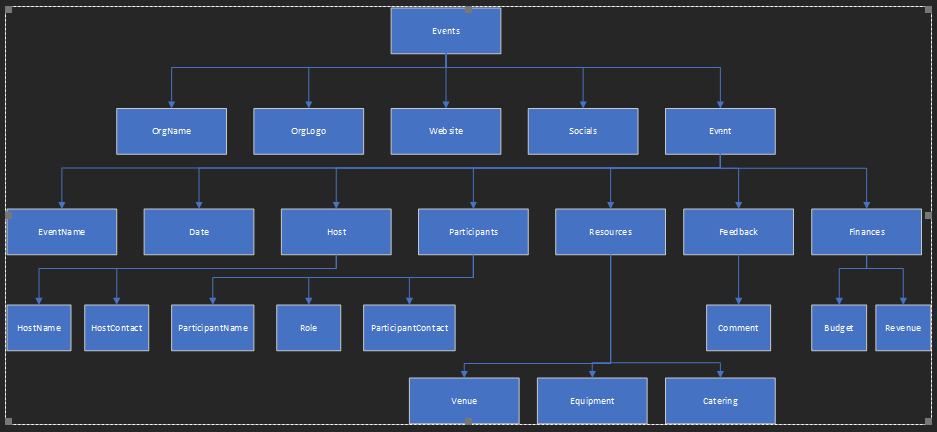 Events
OrgName
OrgLogo
Website
Socials
Event
EventName
Date
Host
Participants
Resources
Feedback
Finances
HostName
HostContact
ParticipantName
Role
ParticipantContact
Comment
Budget
Revenue
Venue
Equipment
Catering